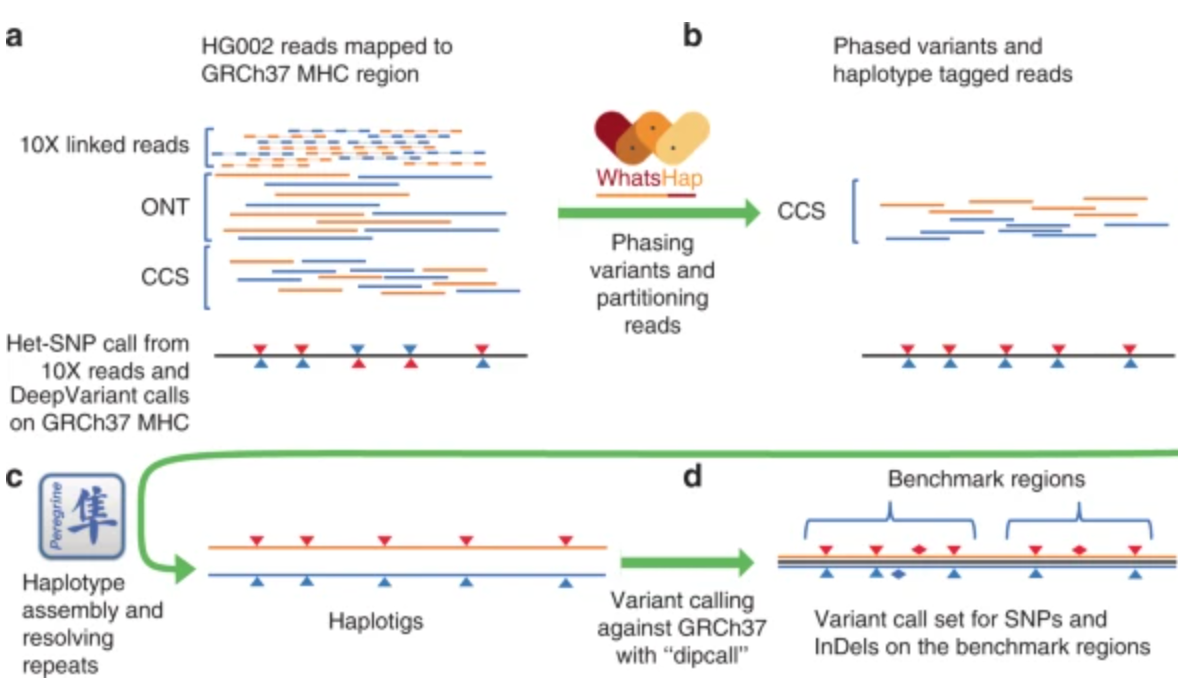 a
HG002 reads mapped to
GRCh37 MHC region
10X linked reads
ONT
CCS
Het-SNP call from
10X reads and
DeepVariant calls
on GRCh37 MHC
WhatsHap
Phasing
variants and
partitioning
reads
b
Phased variants and
haplotype tagged reads
CCS
c
Peregrine
隼
Haplotype
assembly and
resolving
repeats
Haplotigs
Variant calling
against GRCh37
with “dipcall”
d
Benchmark regions
Variant call set for SNPs and
InDels on the benchmark regions